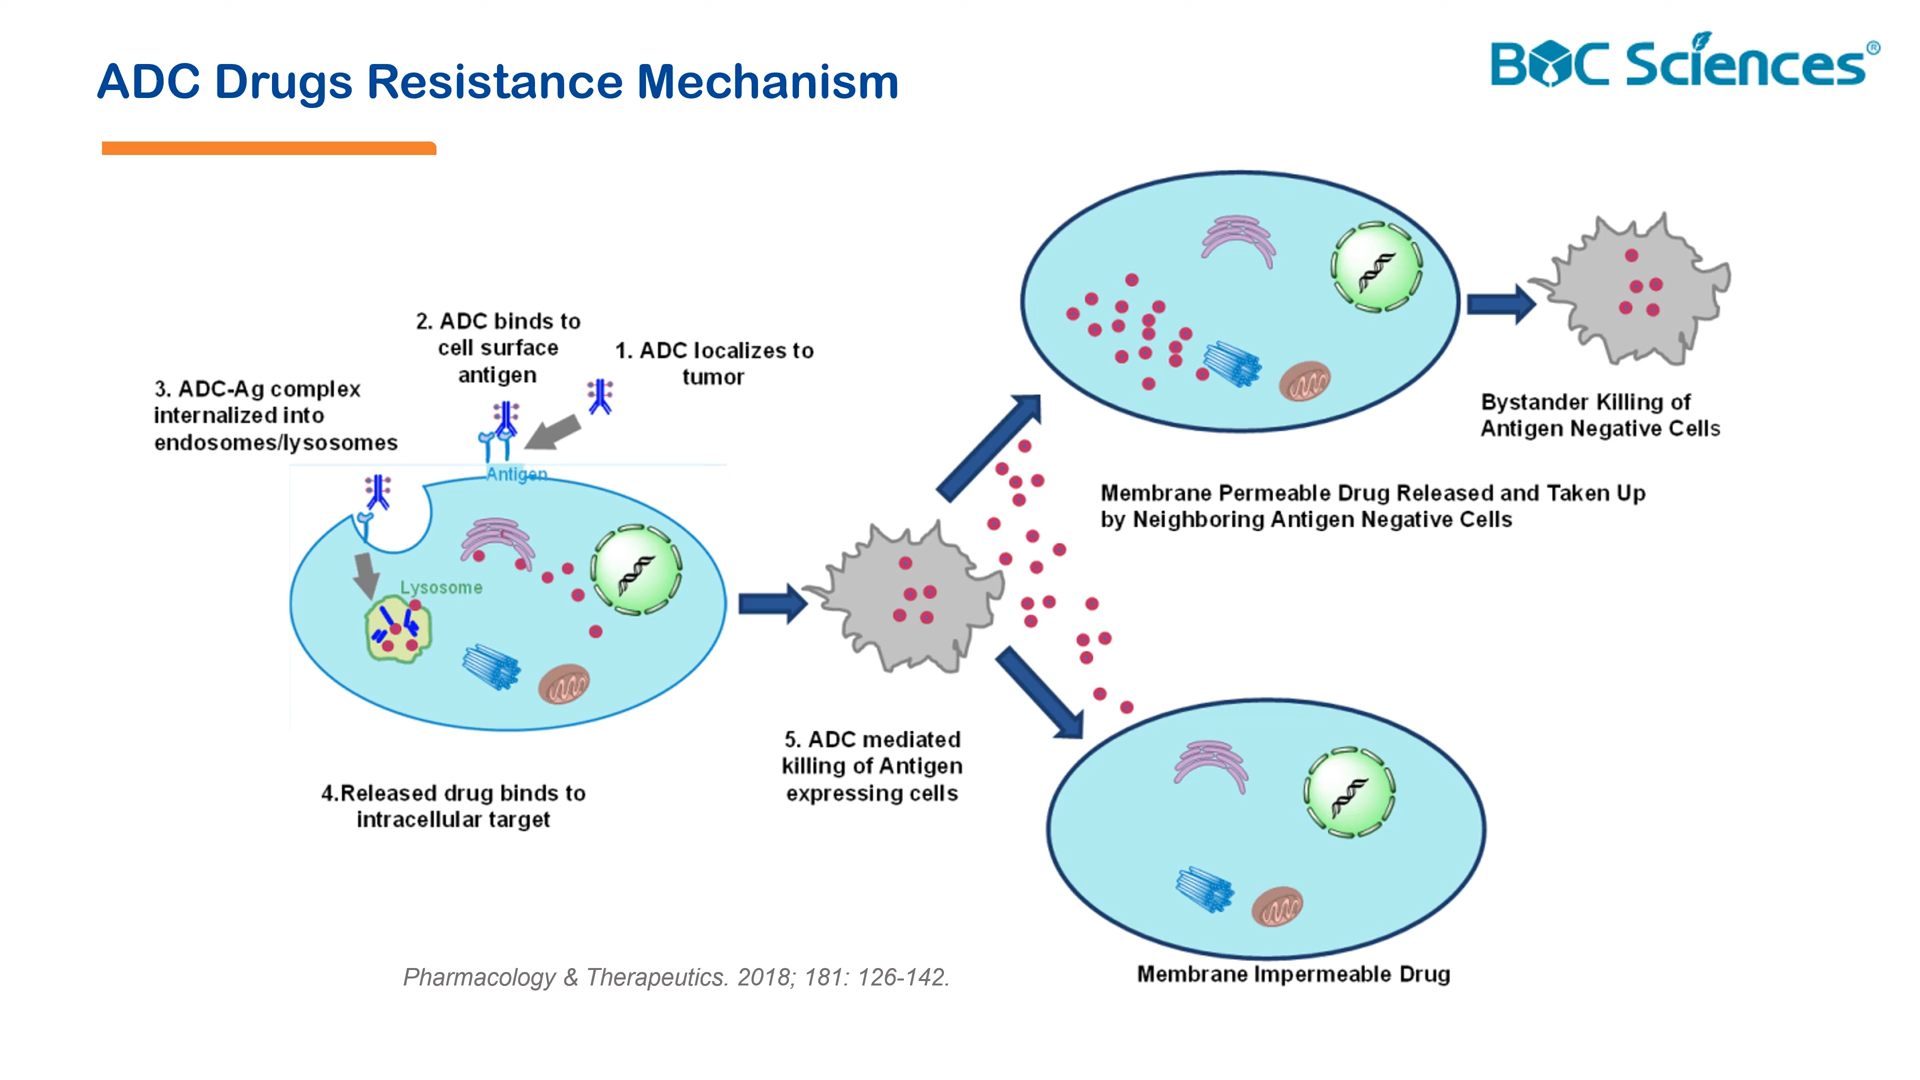 ADC Drugs Resistance Mechanism
BOC Sciences®
2. ADC binds to
cell surface
antigen
1. ADC localizes to
tumor
3. ADC-Ag complex
internalized into
endosomes/lysosomes
Antigen
Lysosome
4.Released drug binds to
intracellular target
5. ADC mediated
killing of Antigen
expressing cells
Bystander Killing of
Antigen Negative Cells
Membrane Permeable Drug Released and Taken Up
by Neighboring Antigen Negative Cells
Membrane Impermeable Drug
Pharmacology & Therapeutics. 2018; 181: 126-142.